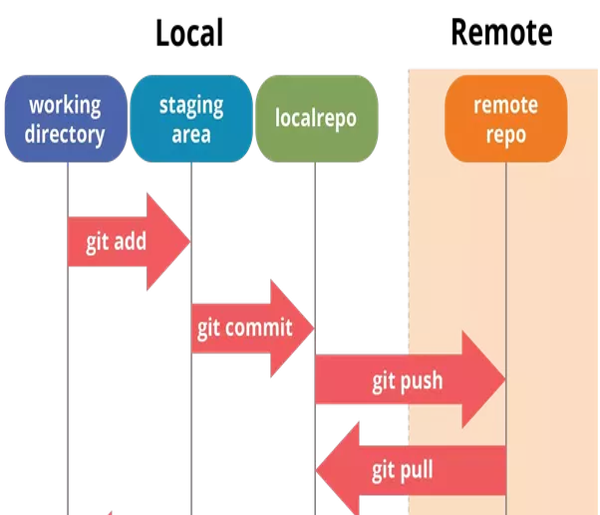 Local
Remote
working
directory
staging
area
localrepo
remote
repo
git add
git commit
git push
git pull